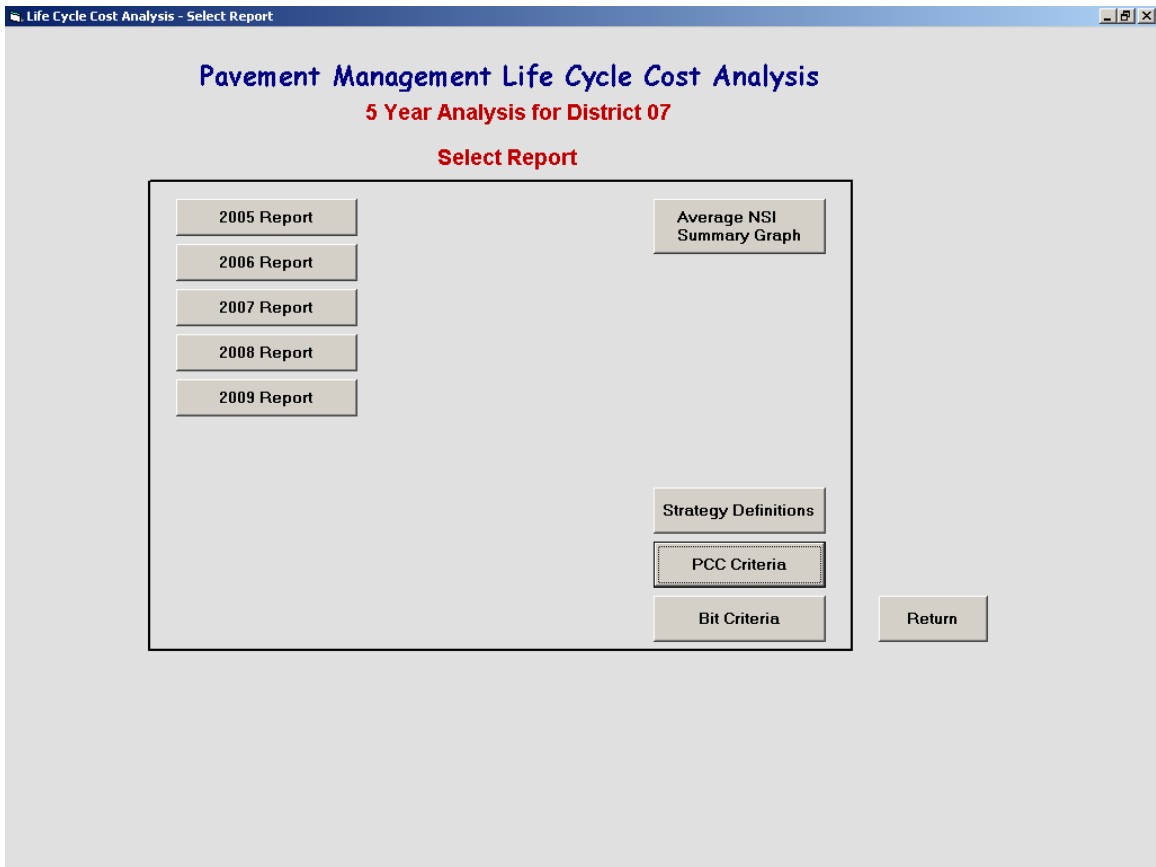 Life Cycle Cost Analysis - Select Report
Pavement Management Life Cycle Cost Analysis
5 Year Analysis for District 07
Select Report
2005 Report
2006 Report
2007 Report
2008 Report
2009 Report
Average NSI
Summary Graph
Strategy Definitions
PCC Criteria
Bit Criteria
Return